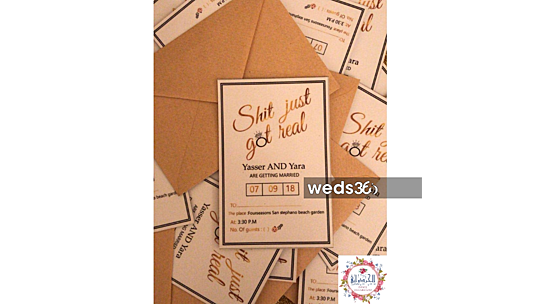 Shit just
got real
Yasser AND Yara
ARE GETTING MARRIED
07 09 18
TO:
The place: Fourseasons San stephano beach garden
At: 3:30 P.M
No. Of guests :
weds360